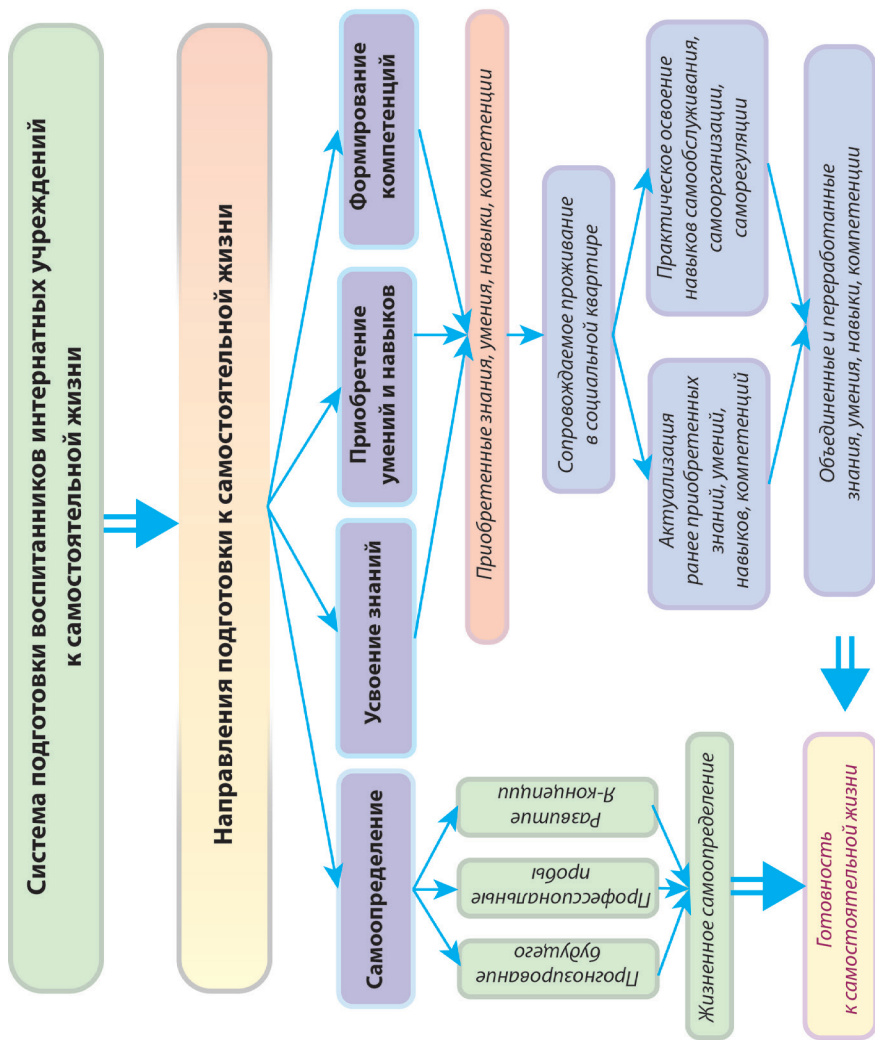 Система подготовки воспитанников интернатных учреждений
к самостоятельной жизни
Направления подготовки к самостоятельной жизни
Самоопределение
Усвоение знаний
Приобретение
умений и навыков
Формирование
компетенций
Прогнозирование
будущего
Профессиональные
пробы
Развитие
Я-концепции
Приобретенные знания, умения, навыки, компетенции
Сопровождаемое проживание
в социальной квартире
Жизненное самоопределение
Актуализация
ранее приобретенных
знаний, умений,
навыков, компетенций
Практическое освоение
навыков самообслуживания,
самоорганизации,
саморегуляции
Готовность
к самостоятельной жизни
Объединенные и переработанные
знания, умения, навыки, компетенции